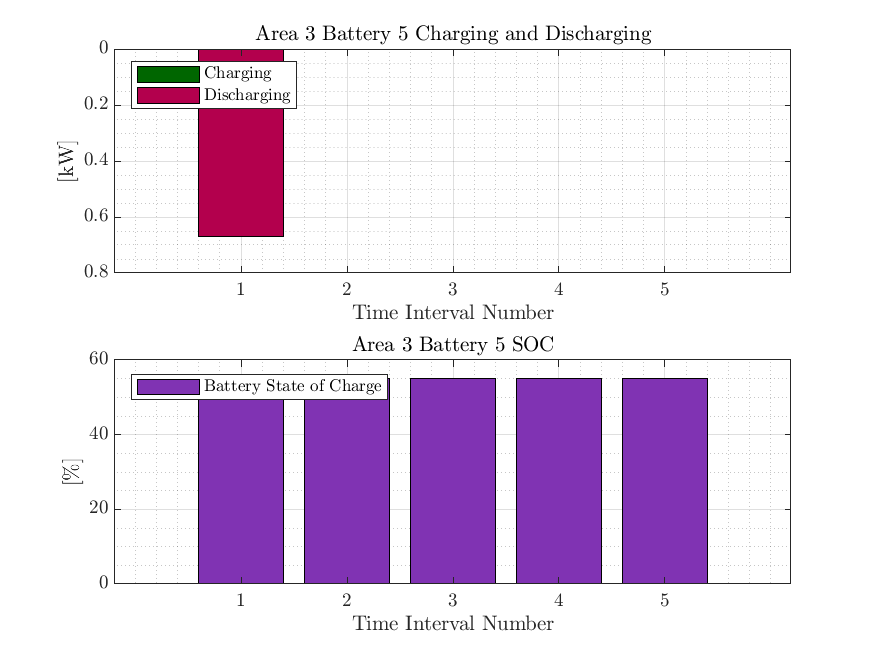 Area 3 Battery 5 Charging and Discharging
0
0.2
0.4
0.6
0.8
[kW]
Charging
Discharging
1 2 3 4 5
Time Interval Number
Area 3 Battery 5 SOC
60
40
20
0
[%]
Battery State of Charge
1 2 3 4 5
Time Interval Number